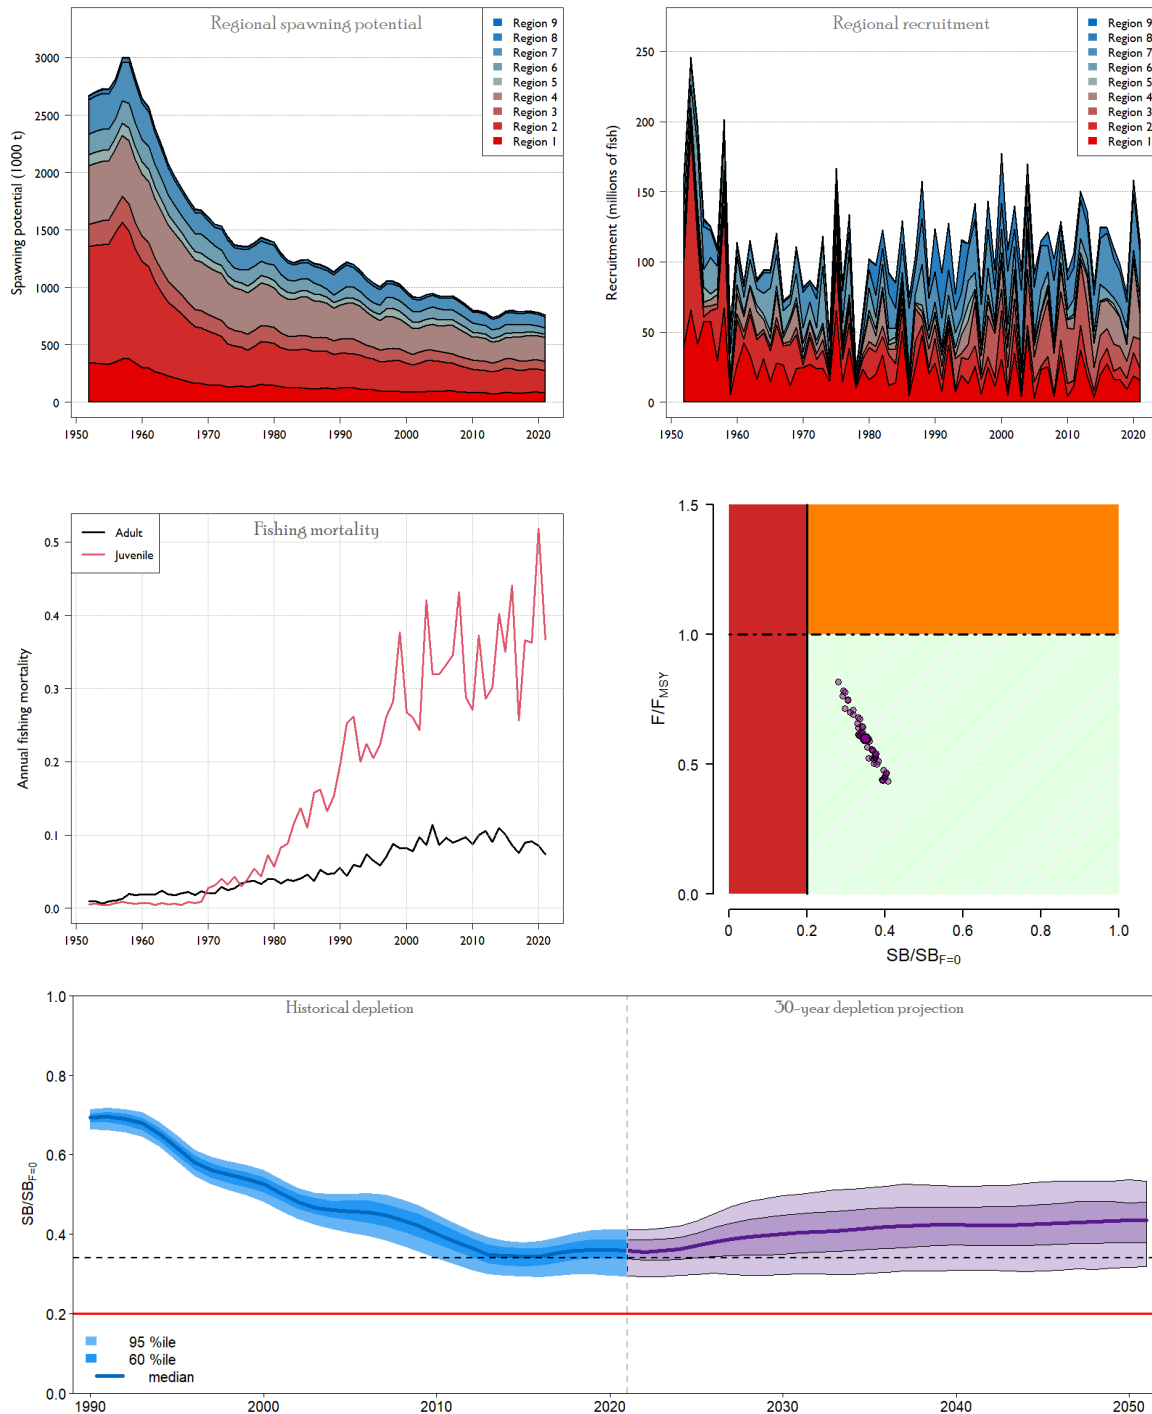 Regional spawning potential
Region 9
Region 8
Region 7
Region 6
Region 5
Region 4
Region 3
Region 2
Region 1
Spawning potential (1000 t)
3000
2500
2000
1500
1000
500
0
1950 1960 1970 1980 1990 2000 2010 2020
Regional recruitment
Region 9
Region 8
Region 7
Region 6
Region 5
Region 4
Region 3
Region 2
Region 1
Recruitment (millions of fish)
250
200
150
100
50
0
1950 1960 1970 1980 1990 2000 2010 2020
Fishing mortality
Adult
Juvenile
Annual fishing mortality
0.5
0.4
0.3
0.2
0.1
0.0
1950 1960 1970 1980 1990 2000 2010 2020
F/FMSY
1.5
1.0
0.5
0.0
0 0.2 0.4 0.6 0.8 1.0
SB/SBF=0
Historical depletion
30-year depletion projection
SB/SBF=0
1.0
0.8
0.6
0.4
0.2
0.0
95 %ile
60 %ile
median
1990 2000 2010 2020 2030 2040 2050